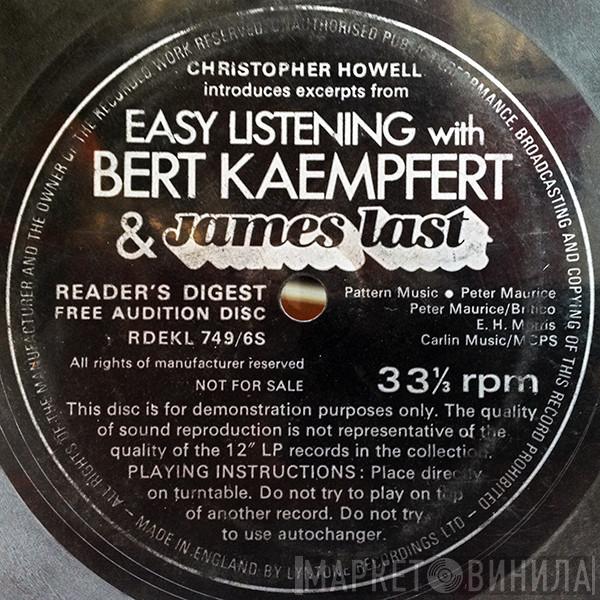 ALL RIGHTS OF THE MANUFACTURER AND THE OWNER OF THE RECORDED WORK RESERVED. UNAUTHORISED PUBLIC PERFORMANCE, BROADCASTING AND COPYING OF THIS RECORD PROHIBITED –
CHRISTOPHER HOWELL
introduces excerpts from
EASY LISTENING with
BERT KAEMPFERT
& James last
READER'S DIGEST
FREE AUDITION DISC
RDEKL 749/6S
Pattern Music ● Peter Maurice
Peter Maurice/Britico
E. H. Morris
Carlin Music/MCPS
All rights of manufacturer reserved
NOT FOR SALE
33⅓ rpm
This disc is for demonstration purposes only. The quality
of sound reproduction is not representative of the
quality of the 12" LP records in the collection.
PLAYING INSTRUCTIONS: Place directly
on turntable. Do not try to play on top
of another record. Do not try
to use autochanger.
– MADE IN ENGLAND BY LYNTONE RECORDINGS LTD –
МАРКЕТ ВИНИЛА